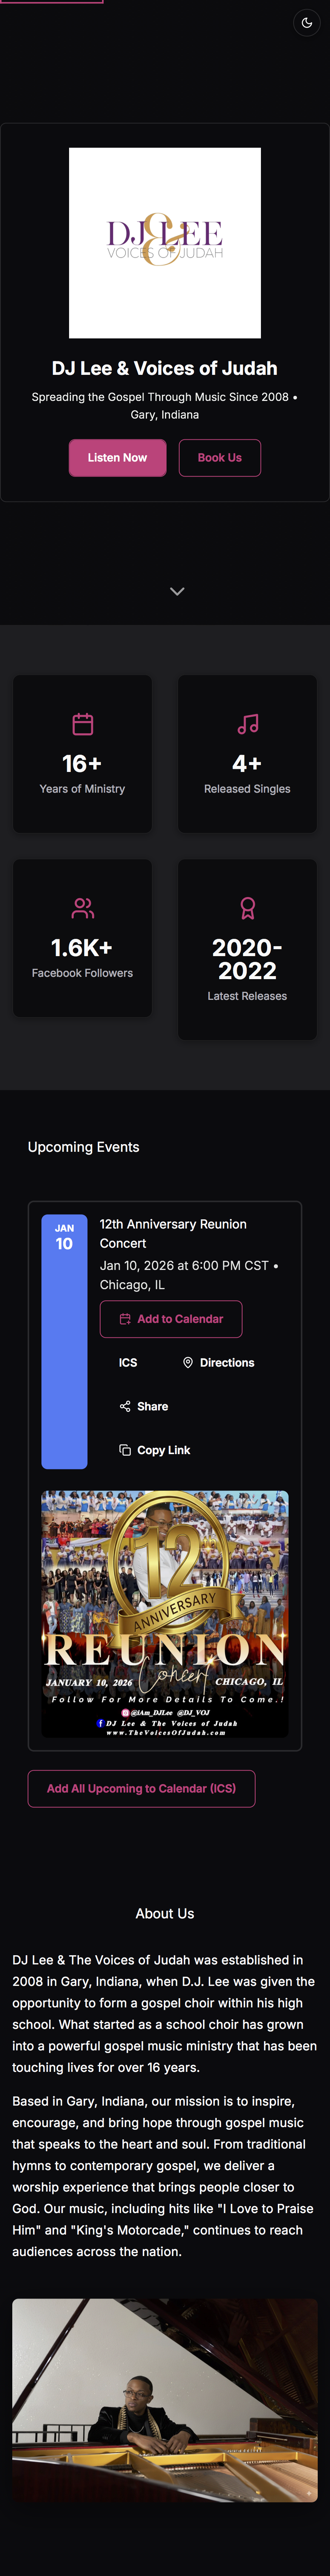 DJ & LEE
VOICES OF JUDAH
DJ Lee & Voices of Judah
Spreading the Gospel Through Music Since 2008 •
Gary, Indiana
Listen Now
Book Us
16+
Years of Ministry
4+
Released Singles
1.6K+
Facebook Followers
2020-
2022
Latest Releases
Upcoming Events
JAN
10
12th Anniversary Reunion
Concert
Jan 10, 2026 at 6:00 PM CST •
Chicago, IL
Add to Calendar
ICS
Directions
Share
Copy Link
12
ANNIVERSARY
REUNION
Concert
JANUARY 10, 2026
CHICAGO, IL
Follow For More Details To Come.!
@iAm_DJLee @DJ_VOJ
DJ Lee & The Voices of Judah
www.TheVoicesOfJudah.com
Add All Upcoming to Calendar (ICS)
About Us
DJ Lee & The Voices of Judah was established in
2008 in Gary, Indiana, when D.J. Lee was given the
opportunity to form a gospel choir within his high
school. What started as a school choir has grown
into a powerful gospel music ministry that has been
touching lives for over 16 years.
Based in Gary, Indiana, our mission is to inspire,
encourage, and bring hope through gospel music
that speaks to the heart and soul. From traditional
hymns to contemporary gospel, we deliver a
worship experience that brings people closer to
God. Our music, including hits like "I Love to Praise
Him" and "King's Motorcade," continues to reach
audiences across the nation.